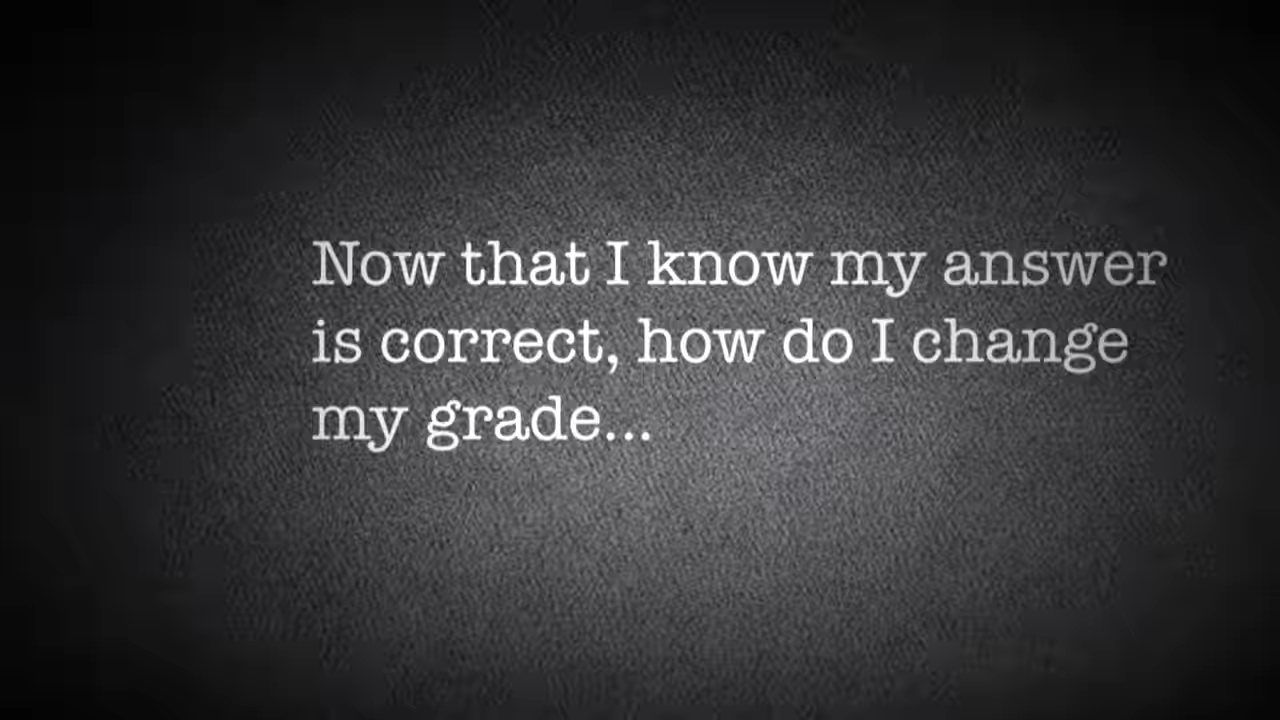 Now that I know my answer
is correct, how do I change
my grade...